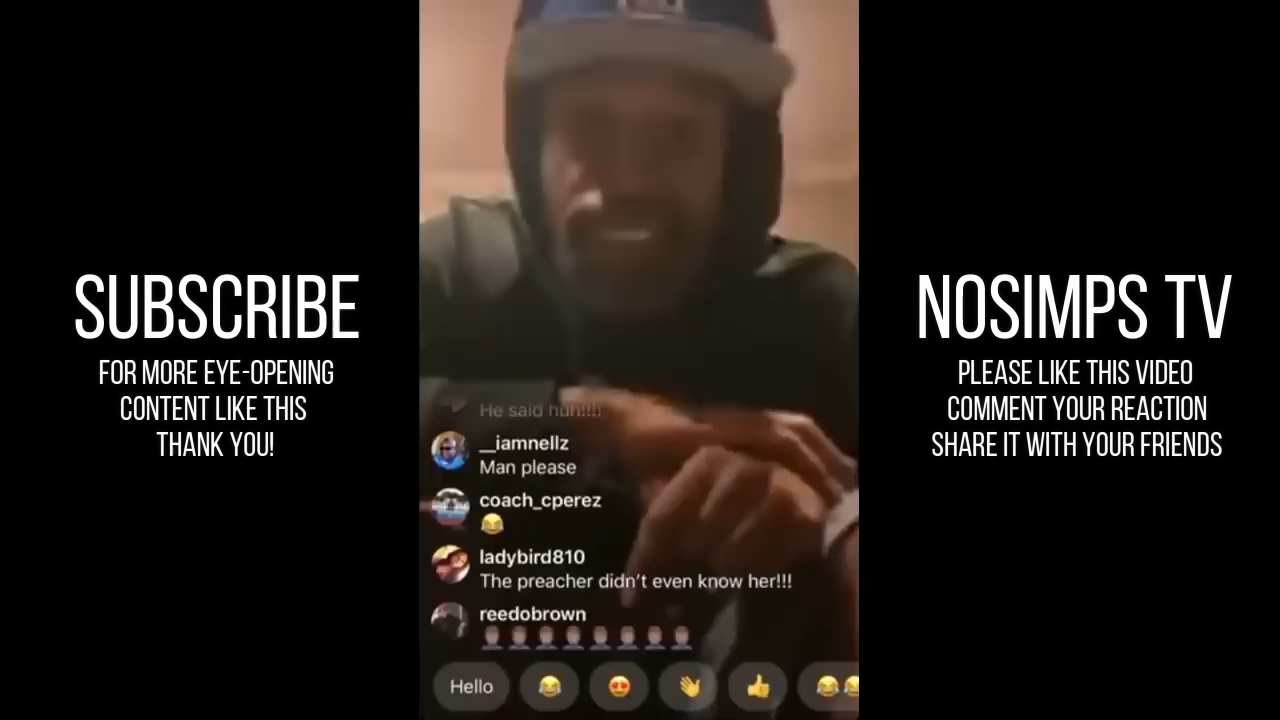 SUBSCRIBE
FOR MORE EYE-OPENING
CONTENT LIKE THIS
THANK YOU!
He said huh!!!!
__iamnellz
Man please
coach_cperez
😂
ladybird810
The preacher didn’t even know her!!!
reedobrown
Hello
NOSIMPS TV
PLEASE LIKE THIS VIDEO
COMMENT YOUR REACTION
SHARE IT WITH YOUR FRIENDS